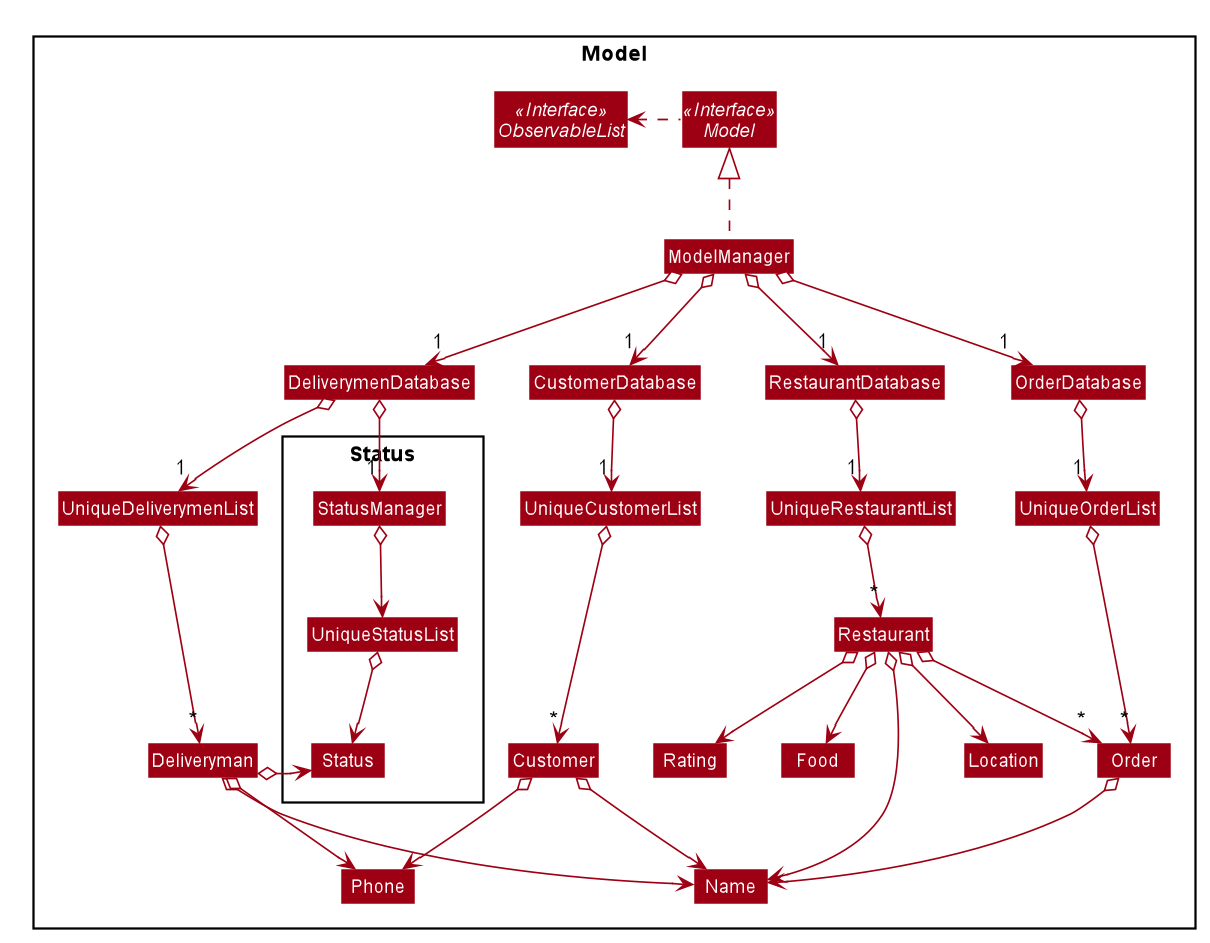 Model
«Interface»
ObservableList
«Interface»
Model
ModelManager
1
1
1
1
DeliverymenDatabase
CustomerDatabase
RestaurantDatabase
OrderDatabase
Status
1
1
1
1
1
UniqueDeliverymenList
StatusManager
UniqueCustomerList
UniqueRestaurantList
UniqueOrderList
*
UniqueStatusList
Restaurant
*
*
*
*
Deliveryman
Status
Customer
Rating
Food
Location
Order
Phone
Name